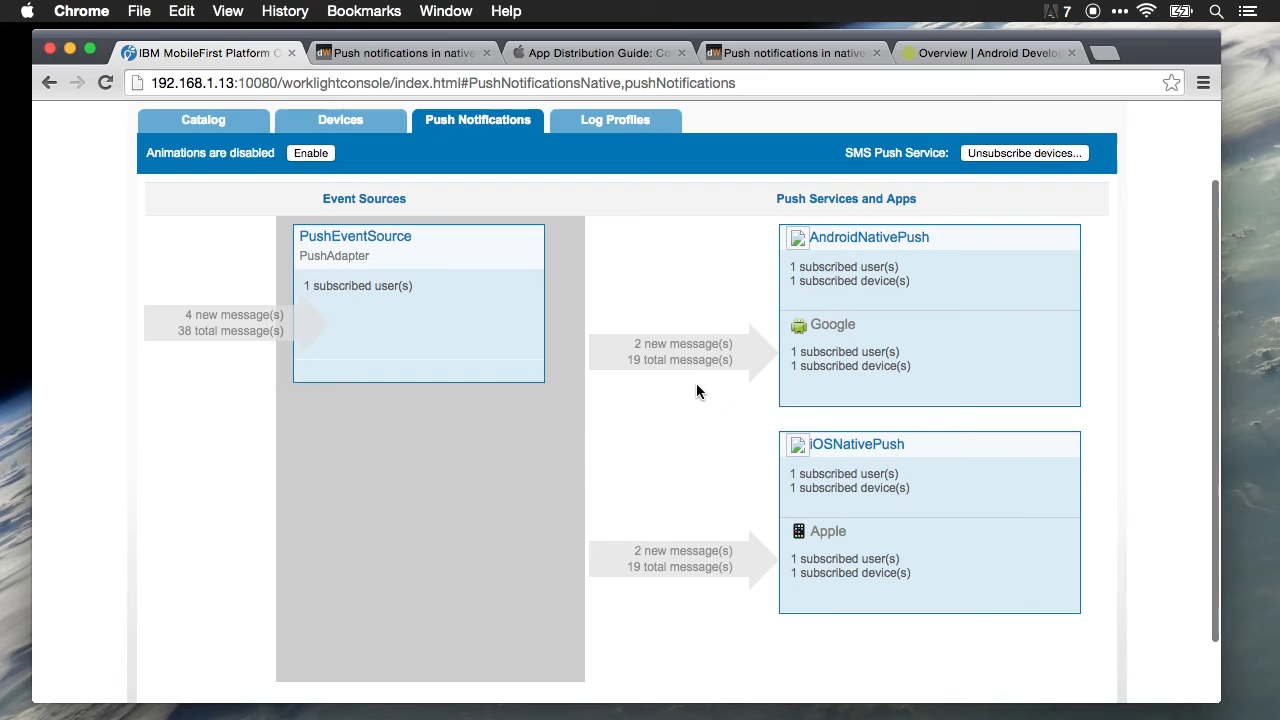 Chrome File Edit View History Bookmarks Window Help 7
IBM MobileFirst Platform C
Push notifications in native
App Distribution Guide: Co
Push notifications in native
Overview | Android Develop
192.168.1.13:10080/worklightconsole/index.html#PushNotificationsNative,pushNotifications
Catalog Devices Push Notifications Log Profiles
Animations are disabled Enable SMS Push Service: Unsubscribe devices...
Event Sources Push Services and Apps
PushEventSource
PushAdapter
1 subscribed user(s)
4 new message(s)
38 total message(s)
2 new message(s)
19 total message(s)
AndroidNativePush
1 subscribed user(s)
1 subscribed device(s)
Google
1 subscribed user(s)
1 subscribed device(s)
2 new message(s)
19 total message(s)
iOSNativePush
1 subscribed user(s)
1 subscribed device(s)
Apple
1 subscribed user(s)
1 subscribed device(s)